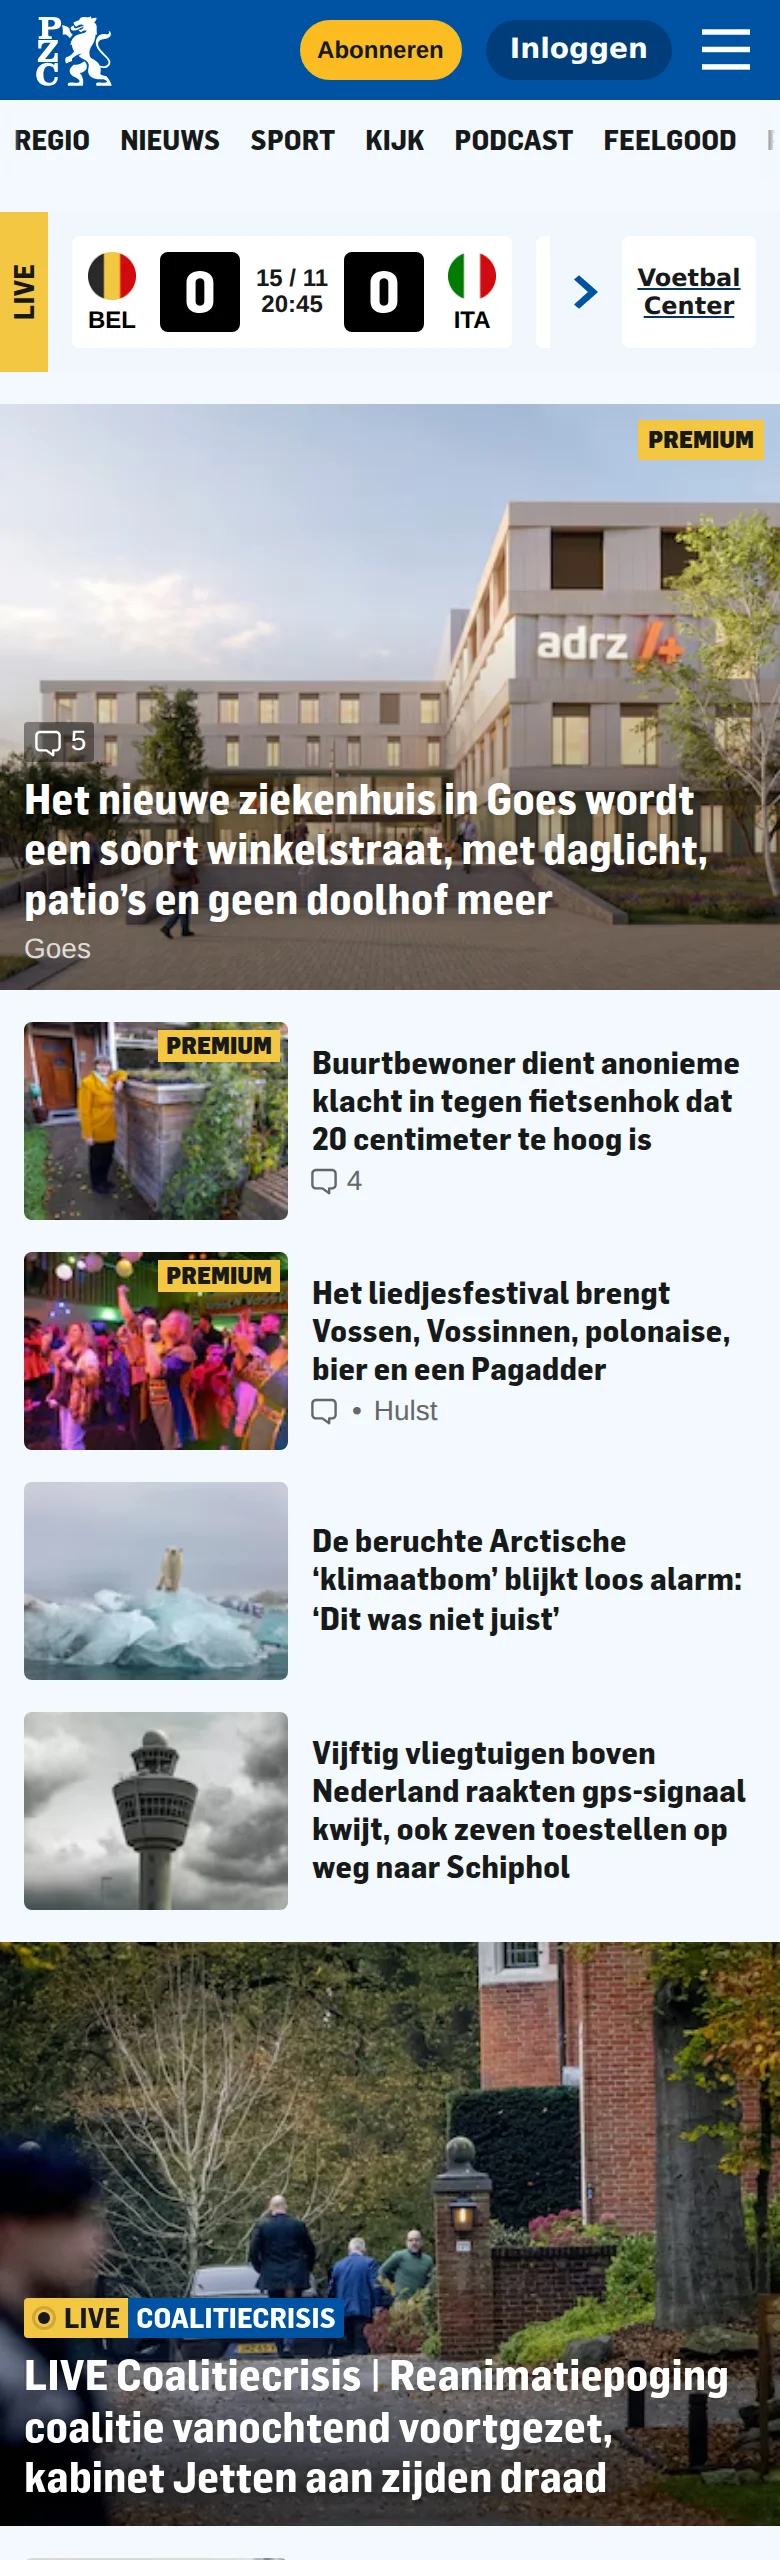 PZC
Abonneren
Inloggen
REGIO NIEUWS SPORT KIJK PODCAST FEELGOOD
LIVE
BEL
0
15 / 11
20:45
0
ITA
Voetbal
Center
PREMIUM
adrz
5
Het nieuwe ziekenhuis in Goes wordt
een soort winkelstraat, met daglicht,
patio’s en geen doolhof meer
Goes
PREMIUM
Buurtbewoner dient anonieme
klacht in tegen fietsenhok dat
20 centimeter te hoog is
4
PREMIUM
Het liedjesfestival brengt
Vossen, Vossinnen, polonaise,
bier en een Pagadder
• Hulst
De beruchte Arctische
‘klimaatbom’ blijkt loos alarm:
‘Dit was niet juist’
Vijftig vliegtuigen boven
Nederland raakten gps-signaal
kwijt, ook zeven toestellen op
weg naar Schiphol
LIVE COALITIECRISIS
LIVE Coalitiecrisis | Reanimatiepoging
coalitie vanochtend voortgezet,
kabinet Jetten aan zijden draad